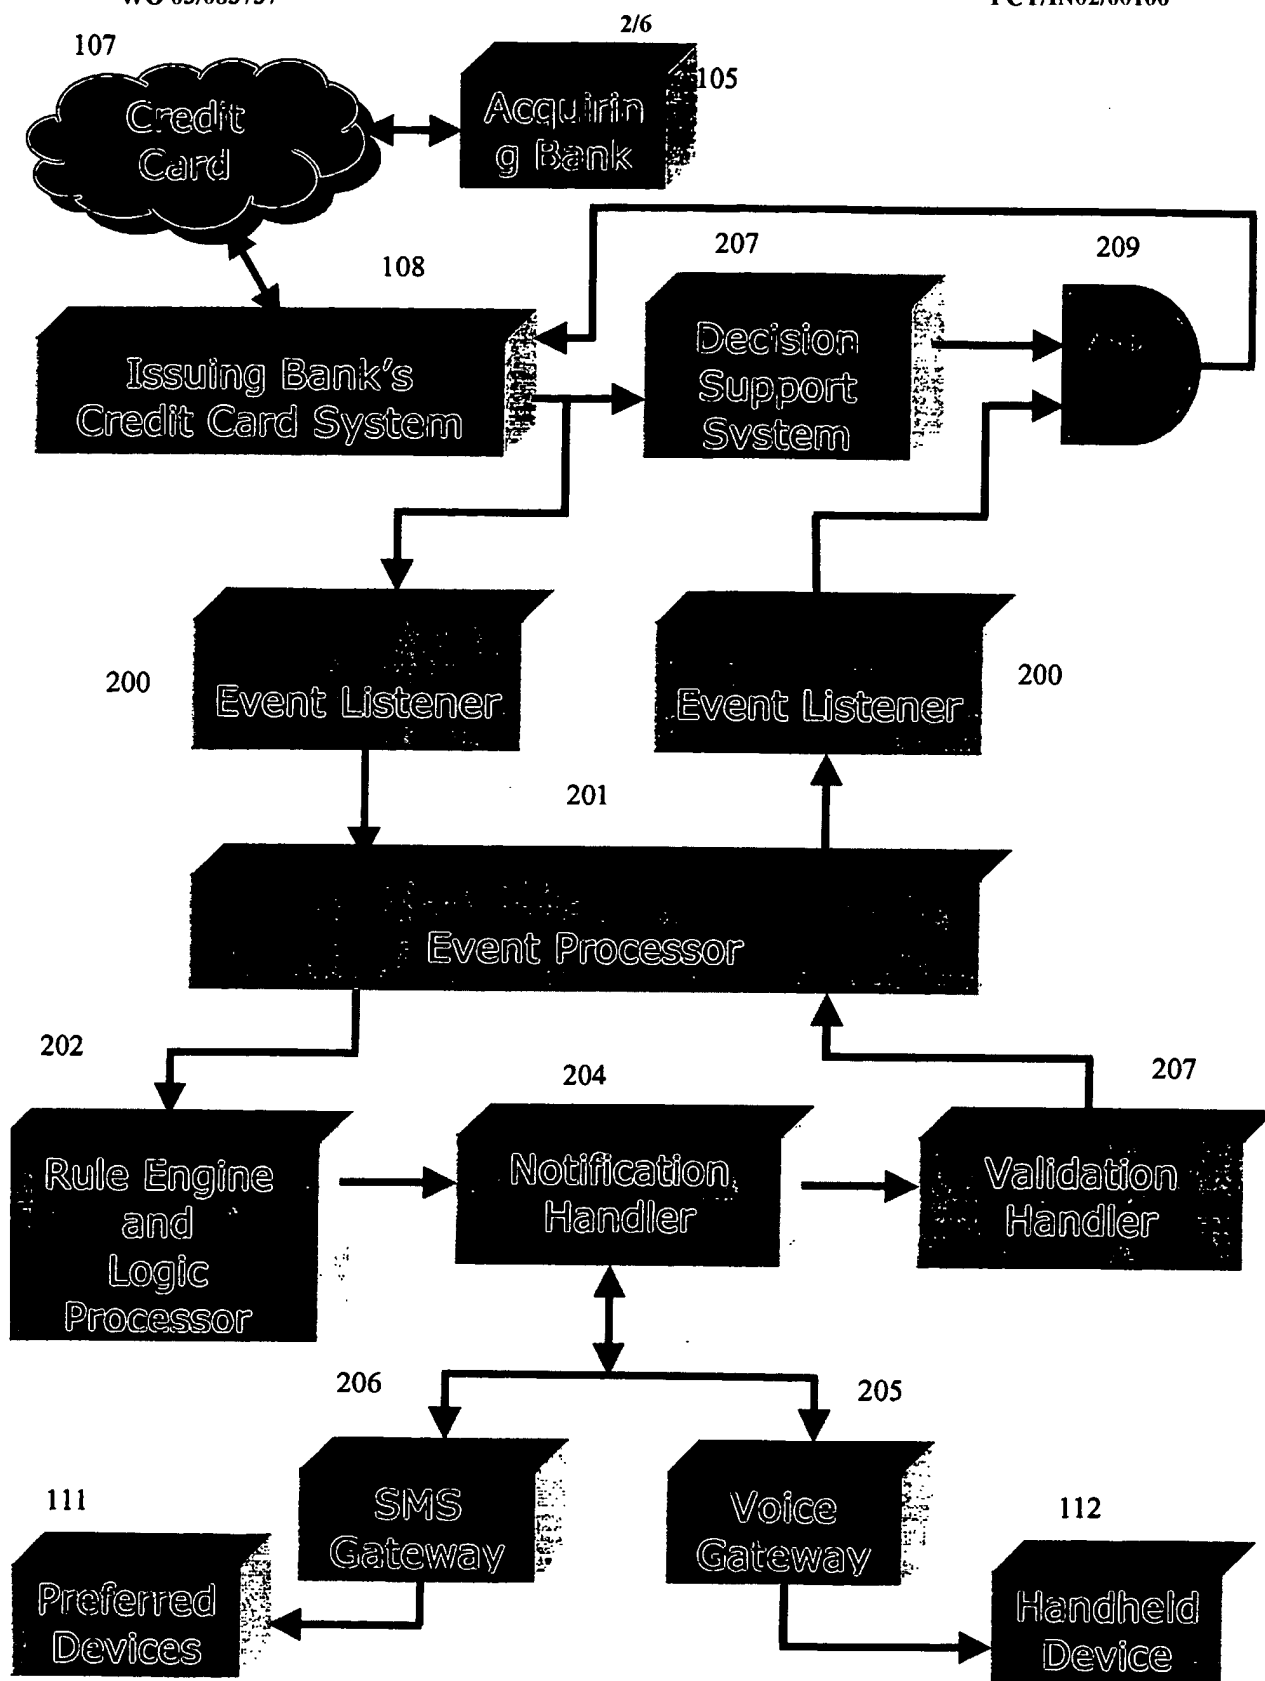 2/6
107
105
Credit
Card
Acquirin
g Bank
108
207
209
Issuing Bank's
Credit Card System
Decision
Support
System
200
Event Listener
Event Listener
200
201
Event Processor
202
204
207
Rule Engine
and
Logic
Processor
Notification
Handler
Validation
Handler
206
205
111
SMS
Gateway
Voice
Gateway
112
Preferred
Devices
Handheld
Device